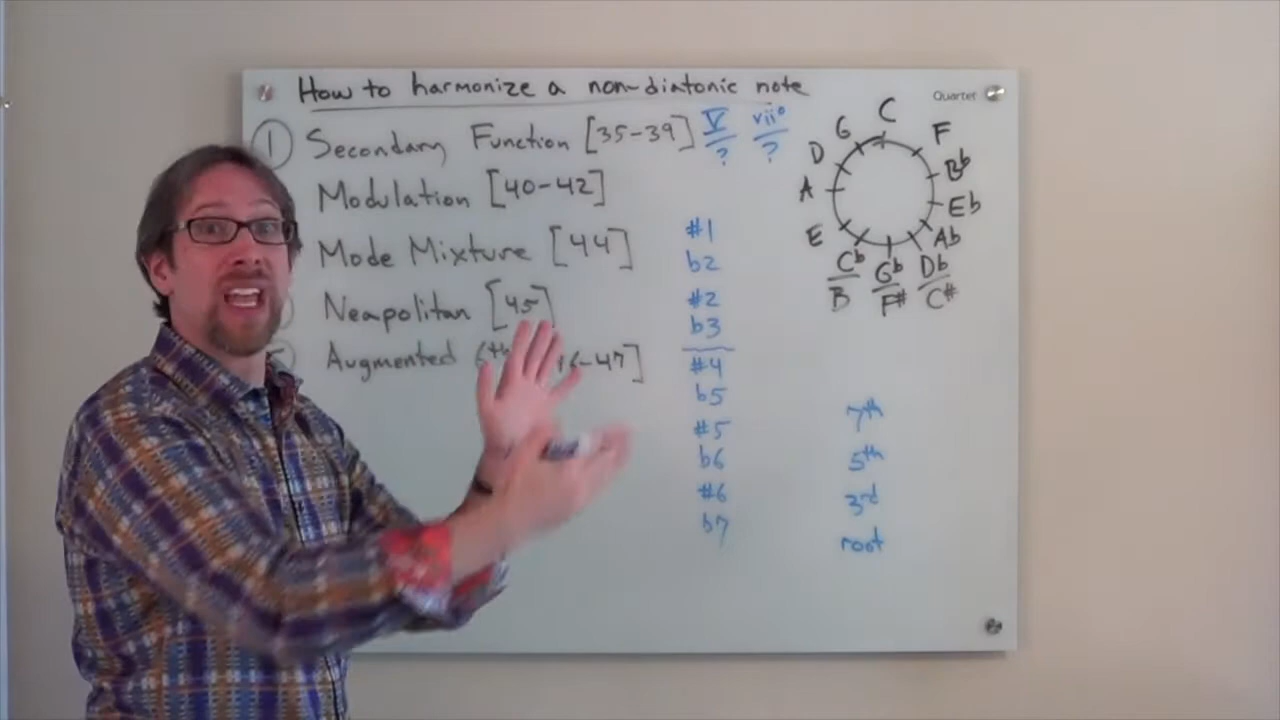 How to harmonize a non-diatonic note
Quartet
1 Secondary Function [35-39] V/? vii°/?
Modulation [40-42]
Mode Mixture [44]
Neapolitan [45]
Augmented 6th 6-47]
#1
b2
#2
b3
#4
b5
#5
b6
#6
b7
C
F
Bb
Eb
Ab
Db
C#
Gb
F#
Cb
B
E
A
D
G
7th
5th
3rd
root